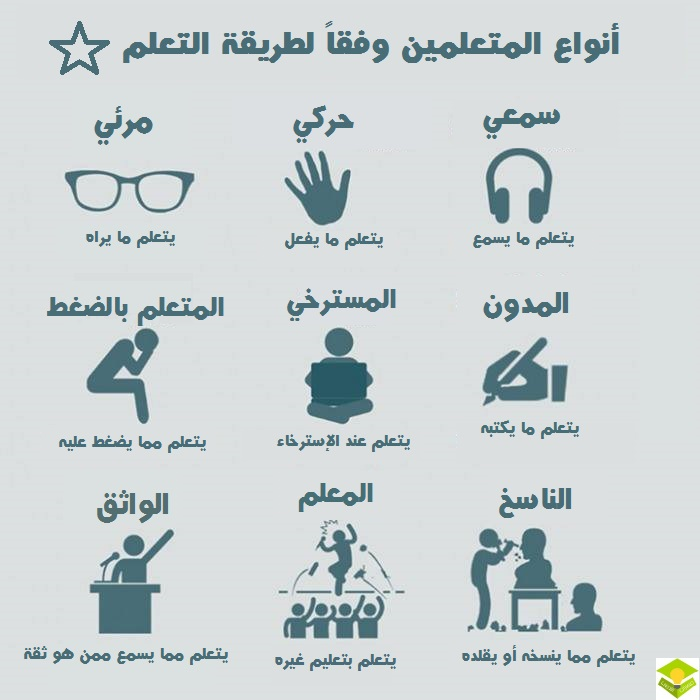 أنواع المتعلمين وفقاً لطريقة التعلم
سمعي
يتعلم ما يسمع
حركي
يتعلم ما يفعل
مرئي
يتعلم ما يراه
المدون
يتعلم ما يكتبه
المسترخي
يتعلم عند الإسترخاء
المتعلم بالضغط
يتعلم مما يضغط عليه
الناسخ
يتعلم مما ينسخه أو يقلده
المعلم
يتعلم بتعليم غيره
الواثق
يتعلم مما يسمع ممن هو ثقة